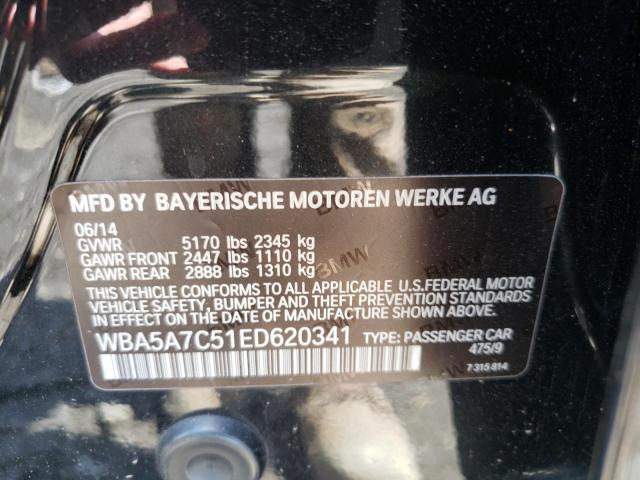 MFD BY BAYERISCHE MOTOREN WERKE AG
06/14
GVWR 5170 lbs 2345 kg
GAWR FRONT 2447 lbs 1110 kg
GAWR REAR 2888 lbs 1310 kg
THIS VEHICLE CONFORMS TO ALL APPLICABLE U.S.FEDERAL MOTOR
VEHICLE SAFETY, BUMPER AND THEFT PREVENTION STANDARDS
IN EFFECT ON THE DATE OF MANUFACTURE SHOWN ABOVE.
WBA5A7C51ED620341 TYPE: PASSENGER CAR
475/9
7 315 814